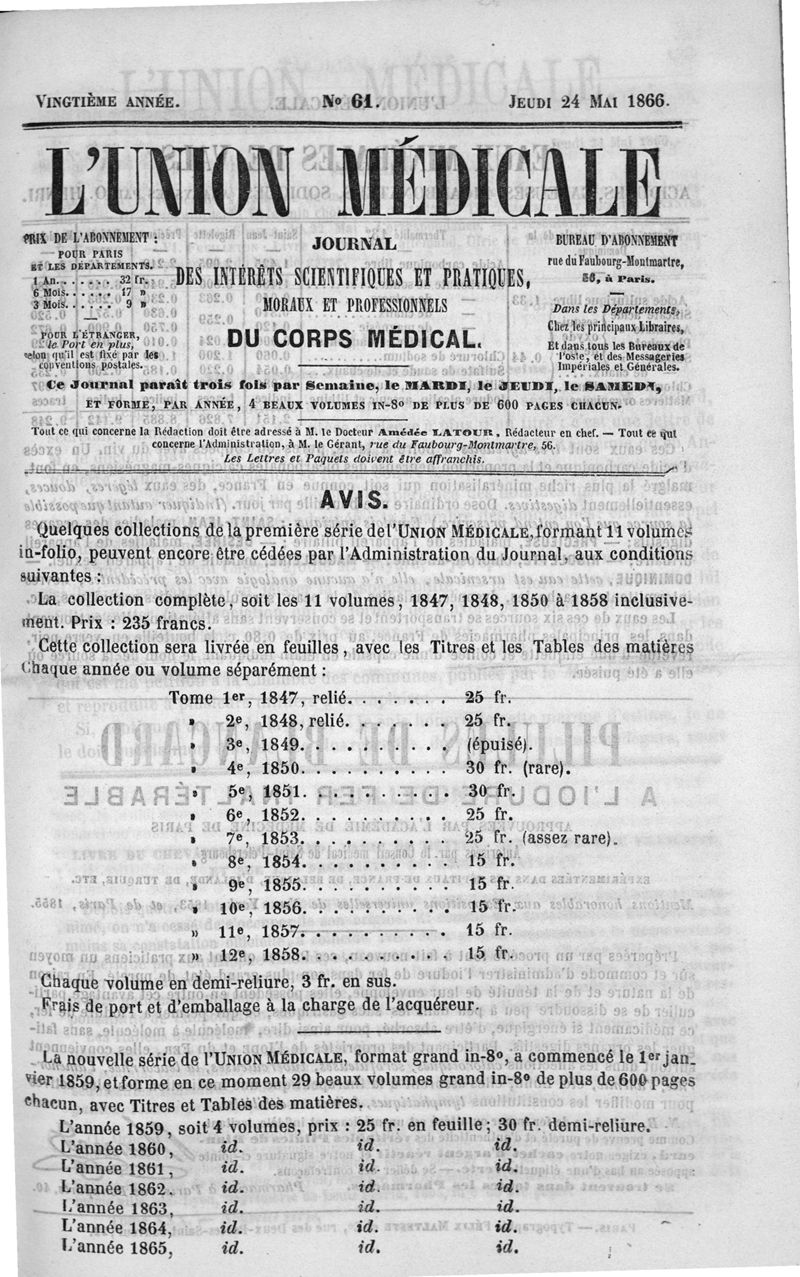 VINGTIÈME ANNÉE. No 61. JEUDI 24 MAI 1866.
L'UNION MÉDICALE
PRIX DE L'ABONNEMENT :
POUR PARIS
ET LES DÉPARTEMENTS.
1 An. . . . . . . 32 fr.
6 Mois. . . . . . 17 »
3 Mois. . . . . . 9 »
POUR L'ÉTRANGER,
le Port en plus,
selon qu'il est fixé par les
conventions postales.
JOURNAL
DES INTÉRÊTS SCIENTIFIQUES ET PRATIQUES,
MORAUX ET PROFESSIONNELS
DU CORPS MÉDICAL.
BUREAU D'ABONNEMENT
rue du Faubourg-Montmartre,
56, à Paris.
Dans les Départements,
Chez les principaux Libraires,
Et dans tous les Bureaux de
Poste, et des Messageries
Impériales et Générales.
Ce Journal paraît trois fois par Semaine, le MARDI, le JEUDI, le SAMEDI,
ET FORME, PAR ANNÉE, 4 BEAUX VOLUMES IN-8o DE PLUS DE 600 PAGES CHACUN.
Tout ce qui concerne la Rédaction doit être adressé à M. le Docteur Amédée LATOUR, Rédacteur en chef. — Tout ce qui
concerne l'Administration, à M. le Gérant, rue du Faubourg-Montmartre, 56.
Les Lettres et Paquets doivent être affranchis.
AVIS.
Quelques collections de la première série de l'UNION MÉDICALE, formant 11 volumes
in-folio, peuvent encore être cédées par l'Administration du Journal, aux conditions
suivantes :
La collection complète, soit les 11 volumes, 1847, 1848, 1850 à 1858 inclusive-
ment. Prix : 235 francs.
Cette collection sera livrée en feuilles, avec les Titres et les Tables des matières
Chaque année ou volume séparément :
Tome 1er, 1847, relié. . . . . . . 25 fr.
» 2e, 1848, relié. . . . . . . 25 fr.
» 3e, 1849. . . . . . . . . . (épuisé).
» 4e, 1850. . . . . . . . . . 30 fr. (rare).
» 5e, 1851. . . . . . . . . . 30 fr.
» 6e, 1852. . . . . . . . . . 25 fr.
» 7e, 1853. . . . . . . . . . 25 fr. (assez rare).
» 8e, 1854. . . . . . . . . . 15 fr.
» 9e, 1855. . . . . . . . . . 15 fr.
» 10e, 1856. . . . . . . . . . 15 fr.
» 11e, 1857. . . . . . . . . . 15 fr.
» 12e, 1858. . . . . . . . . . 15 fr.
Chaque volume en demi-reliure, 3 fr. en sus.
Frais de port et d'emballage à la charge de l'acquéreur.
La nouvelle série de l'UNION MÉDICALE, format grand in-8o, a commencé le 1er jan-
vier 1859, et forme en ce moment 29 beaux volumes grand in-8o de plus de 600 pages
chacun, avec Titres et Tables des matières.
L'année 1859, soit 4 volumes, prix : 25 fr. en feuille; 30 fr. demi-reliure.
L'année 1860, id. id. id.
L'année 1861, id. id. id.
L'année 1862. id. id. id.
L'année 1863, id. id. id.
L'année 1864, id. id. id.
L'année 1865, id. id. id.